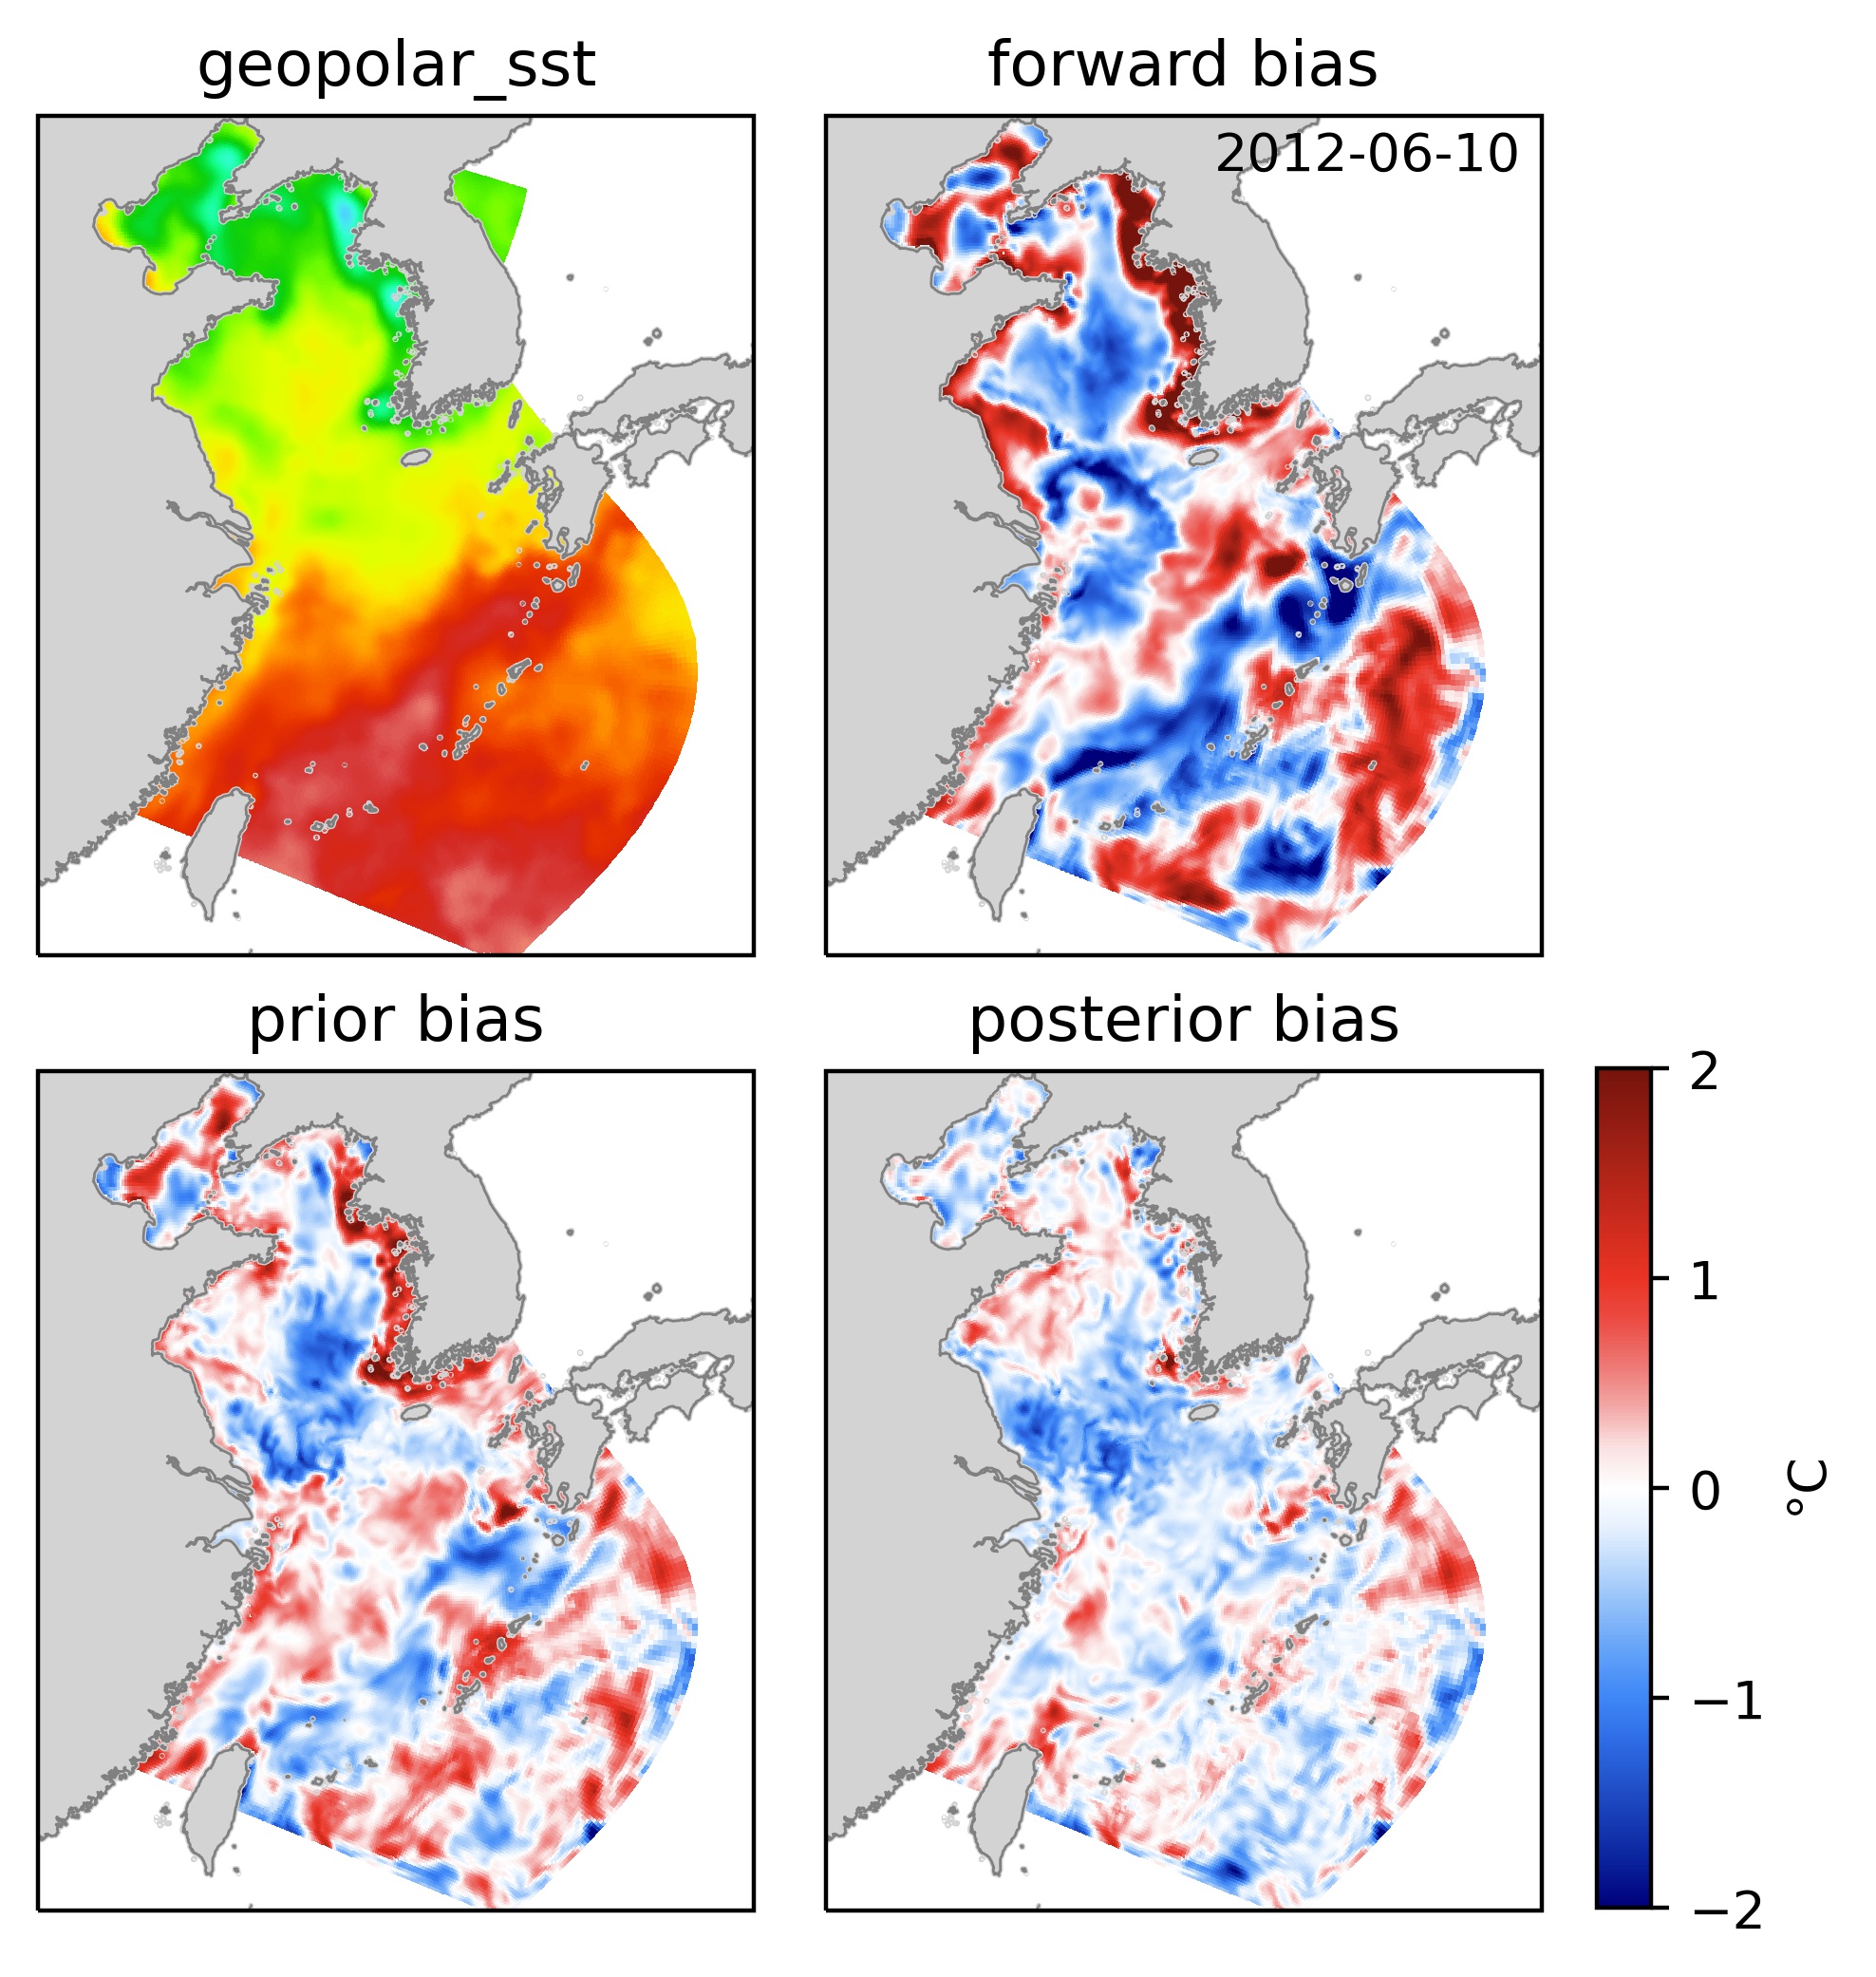 geopolar_sst
forward bias
2012-06-10
prior bias
posterior bias
2
1
0
−1
−2
°C